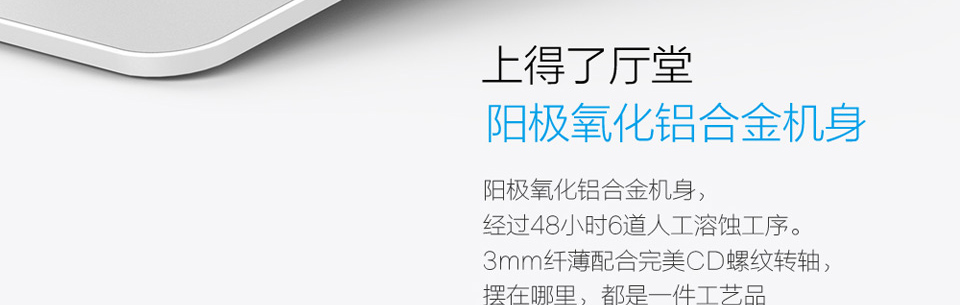 上得了厅堂
阳极氧化铝合金机身
阳极氧化铝合金机身，
经过48小时6道人工溶蚀工序。
3mm纤薄配合完美CD螺纹转轴，
摆在哪里，都是一件工艺品